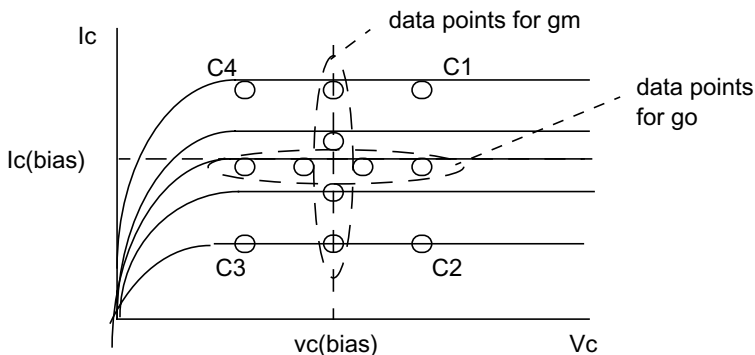 data points for gm
Ic
C4
C1
data points
for go
Ic(bias)
C3
C2
vc(bias)
Vc